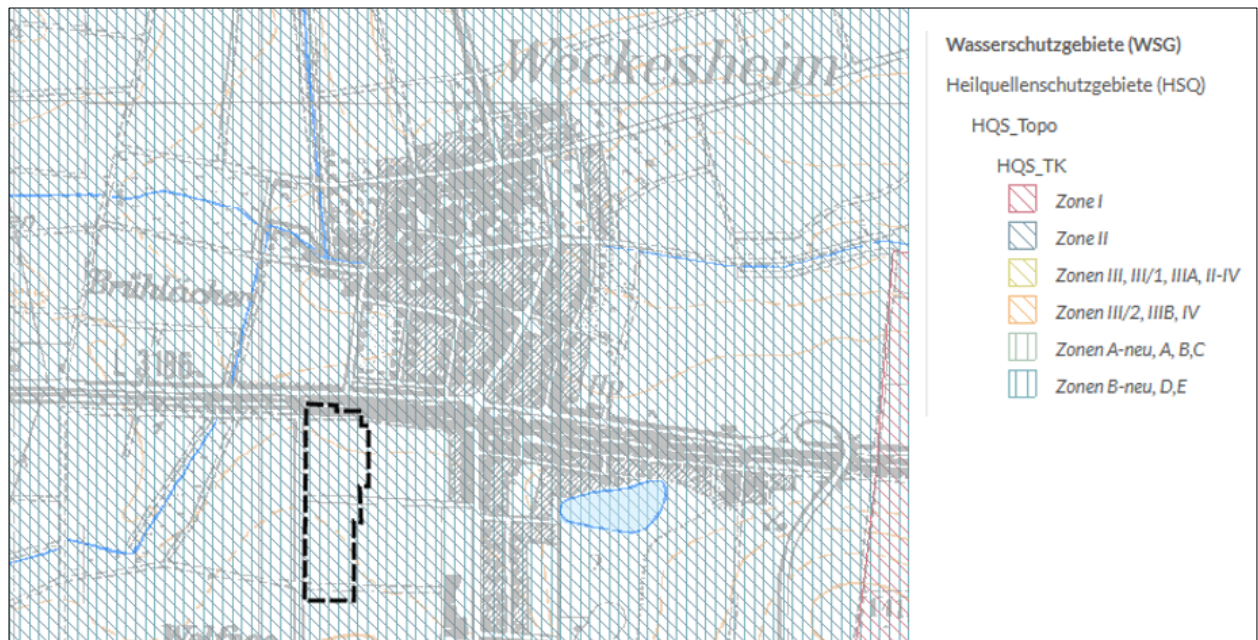 Weckesheim
Brühläcker
L 3186
Wasserschutzgebiete (WSG)
Heilquellenschutzgebiete (HSQ)
HQS_Topo
HQS_TK
Zone I
Zone II
Zonen III, III/1, IIIA, II-IV
Zonen III/2, IIIB, IV
Zonen A-neu, A, B,C
Zonen B-neu, D,E